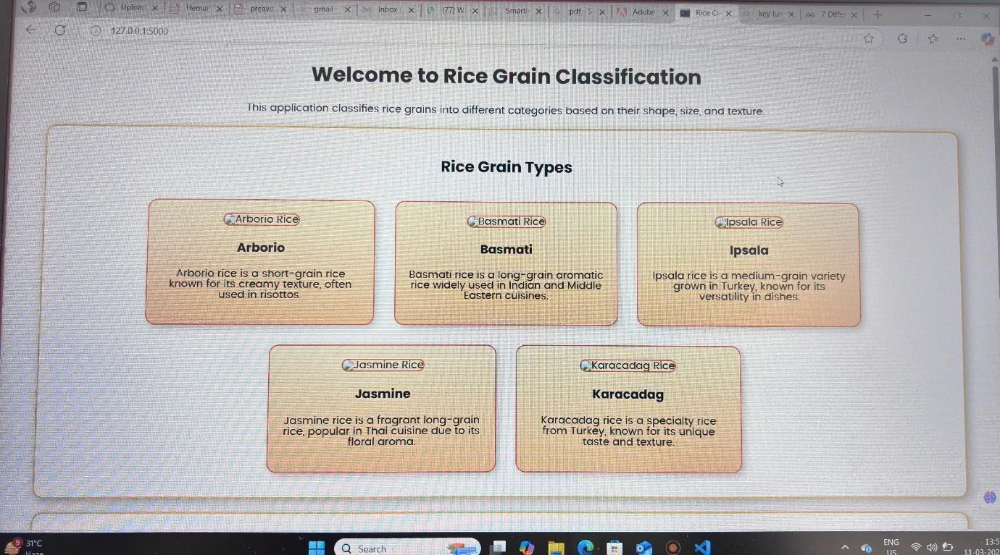 Upload
Hemar
preave
gmail
Inbox
(77) W
Smarti
pdf - S
Adobe
Rice Cl
key fu
7 Differ
127.0.0.1:5000
Welcome to Rice Grain Classification
This application classifies rice grains into different categories based on their shape, size, and texture.
Rice Grain Types
Arborio Rice
Arborio
Arborio rice is a short-grain rice
known for its creamy texture, often
used in risottos.
Basmati Rice
Basmati
Basmati rice is a long-grain aromatic
rice widely used in Indian and Middle
Eastern cuisines.
Ipsala Rice
Ipsala
Ipsala rice is a medium-grain variety
grown in Turkey, known for its
versatility in dishes.
Jasmine Rice
Jasmine
Jasmine rice is a fragrant long-grain
rice, popular in Thai cuisine due to its
floral aroma.
Karacadag Rice
Karacadag
Karacadag rice is a specialty rice
from Turkey, known for its unique
taste and texture.
9
31°C
Haze
Search
ENG
US
13:5
11-03-202